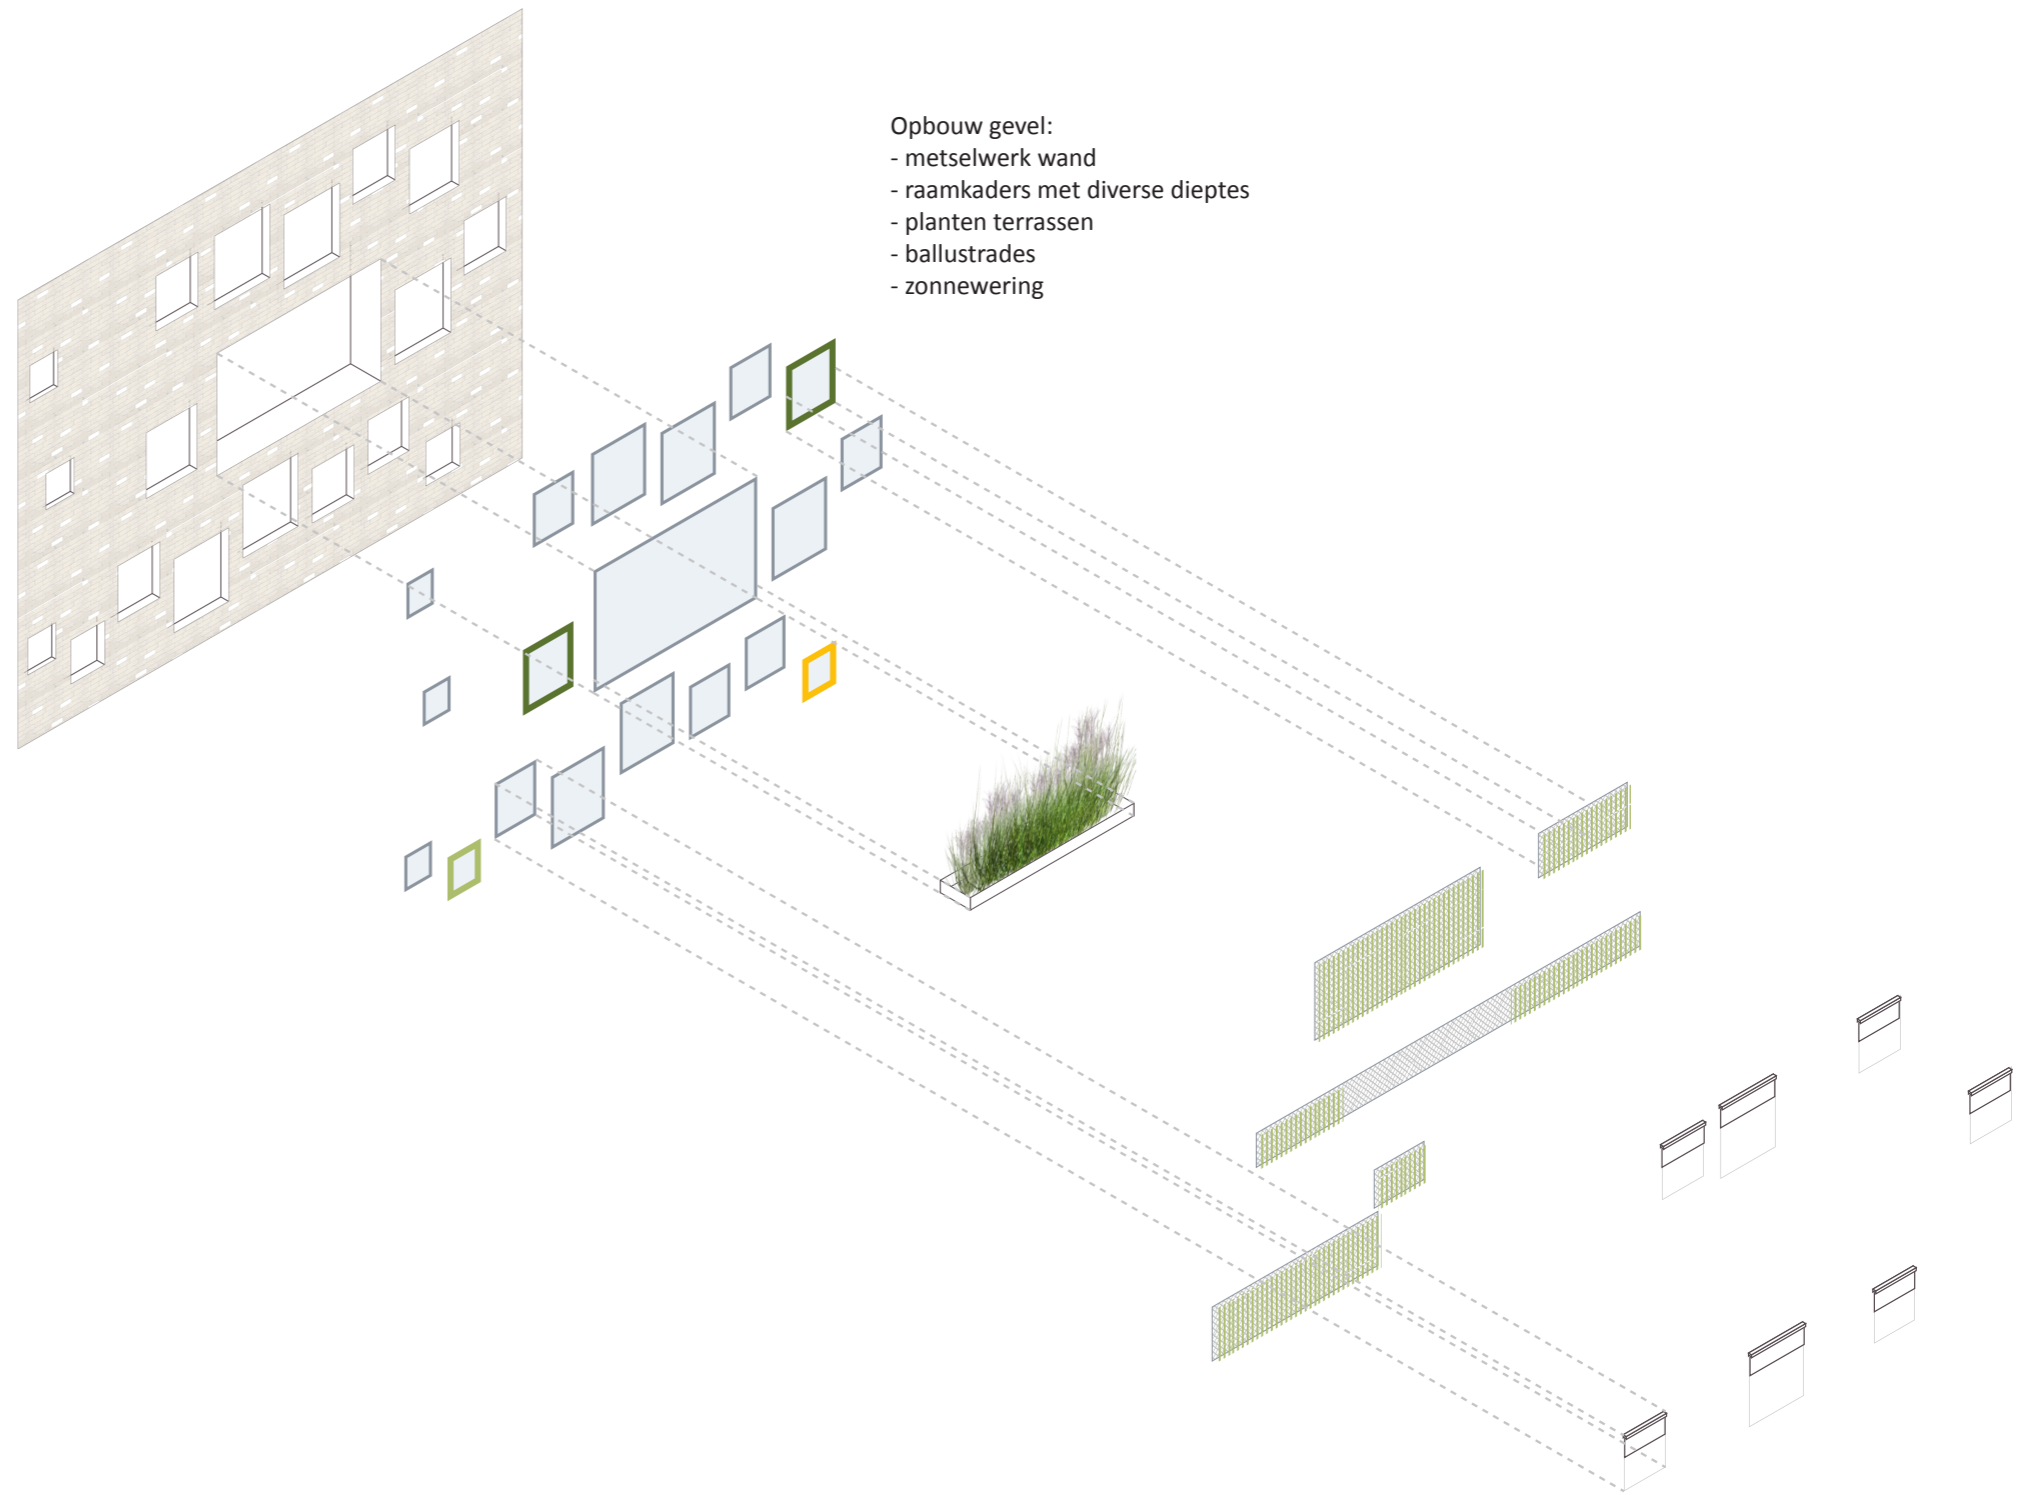 Opbouw gevel:
- metselwerk wand
- raamkaders met diverse dieptes
- planten terrassen
- ballustrades
- zonnewering